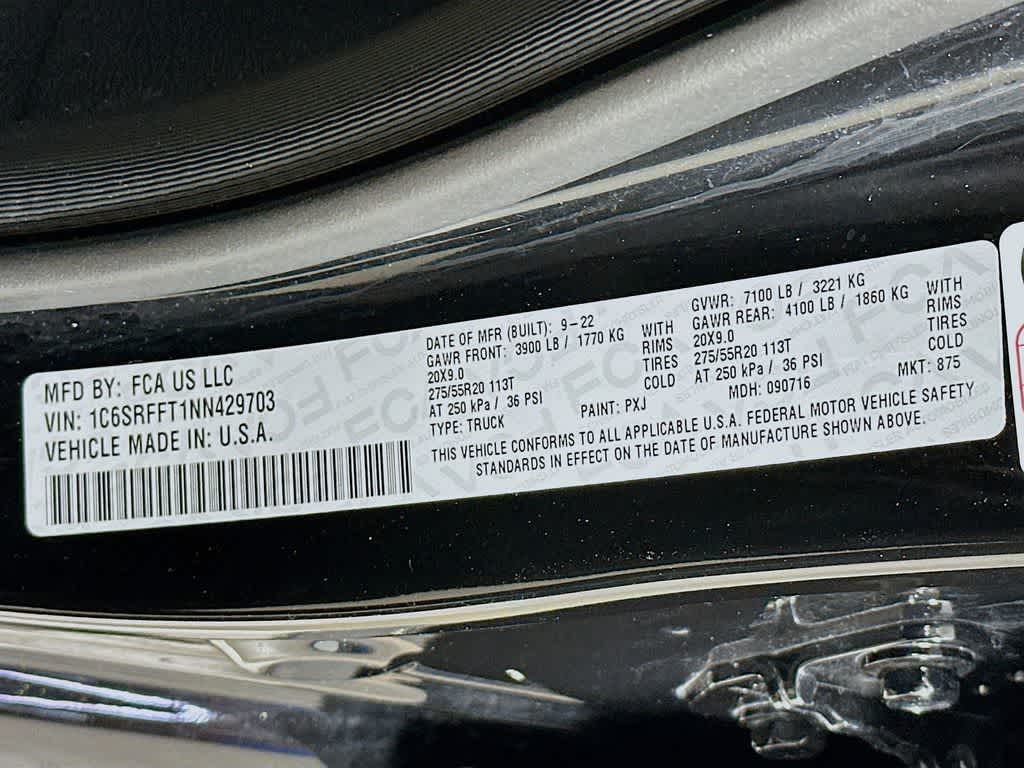 MFD BY: FCA US LLC
VIN: 1C6SRFFT1NN429703
VEHICLE MADE IN: U.S.A.
DATE OF MFR (BUILT): 9-22
GAWR FRONT: 3900 LB / 1770 KG WITH
20X9.0 RIMS
275/55R20 113T TIRES
AT 250 kPa / 36 PSI COLD
TYPE: TRUCK PAINT: PXJ
GVWR: 7100 LB / 3221 KG
GAWR REAR: 4100 LB / 1860 KG WITH
20X9.0 RIMS
275/55R20 113T TIRES
AT 250 kPa / 36 PSI COLD
MDH: 090716 MKT: 875
THIS VEHICLE CONFORMS TO ALL APPLICABLE U.S.A. FEDERAL MOTOR VEHICLE SAFETY
STANDARDS IN EFFECT ON THE DATE OF MANUFACTURE SHOWN ABOVE.